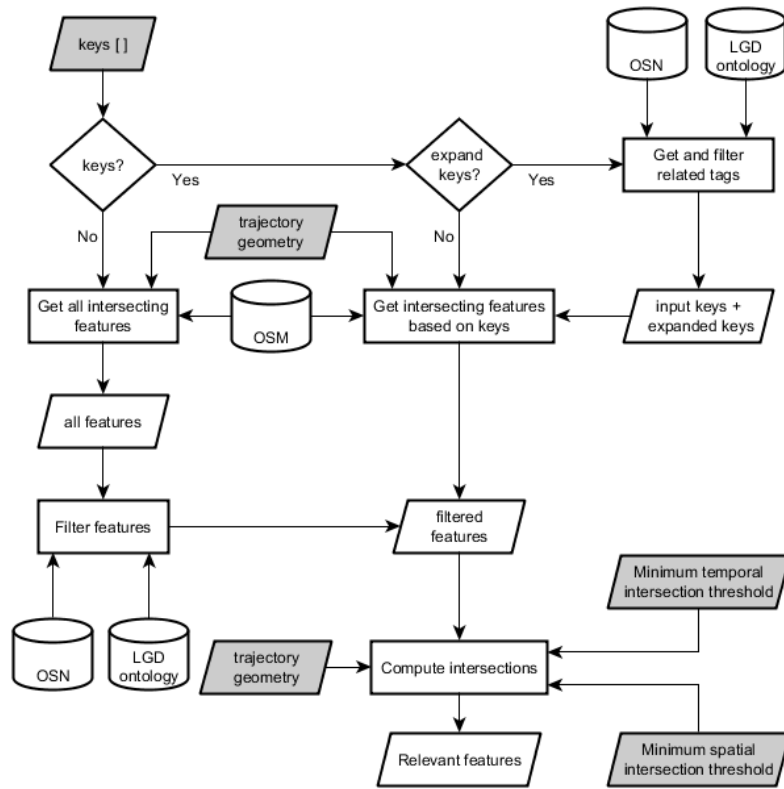 keys [ ]
OSN
LGD
ontology
keys?
Yes
expand
keys?
Yes
Get and filter
related tags
No
trajectory
geometry
No
Get all intersecting
features
OSM
Get intersecting features
based on keys
input keys +
expanded keys
all features
Filter features
filtered
features
Minimum temporal
intersection threshold
OSN
LGD
ontology
trajectory
geometry
Compute intersections
Relevant features
Minimum spatial
intersection threshold